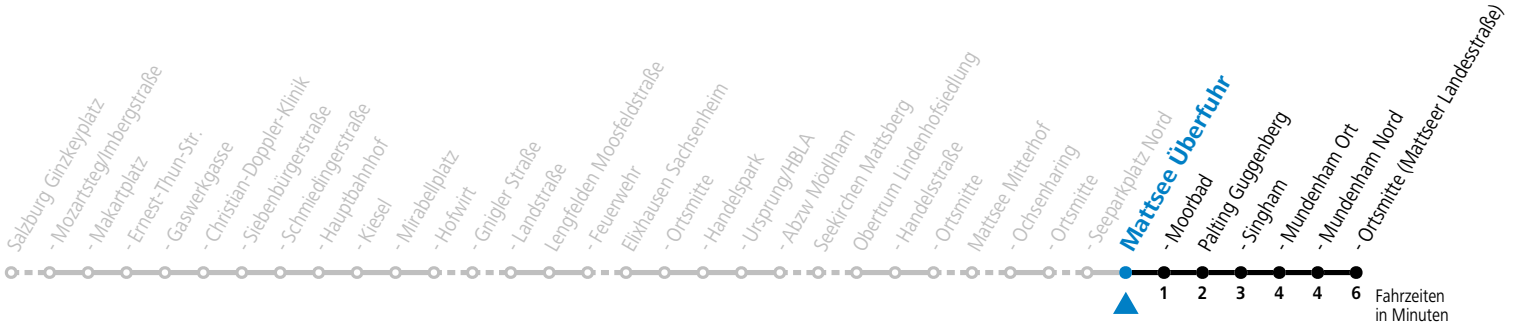 Salzburg Ginzkeyplatz
- Mozartsteg/Imbergstraße
- Makartplatz
- Ernest-Thun-Str.
- Gaswerkgasse
- Christian-Doppler-Klinik
- Siebenbürgerstraße
- Schmiedingerstraße
- Hauptbahnhof
- Kiesel
- Mirabellplatz
- Hofwirt
- Gnigler Straße
- Landstraße
Lengfelden Moosfeldstraße
- Feuerwehr
Elixhausen Sachsenheim
- Ortsmitte
- Handelspark
- Ursprung/HBLA
- Abzw Mödlham
Seekirchen Mattsberg
Obertrum Lindenhofsiedlung
- Handelsstraße
- Ortsmitte
Mattsee Mitterhof
- Ochsenharing
- Ortsmitte
- Seeparkplatz Nord
Mattsee Überfuhr
- Moorbad
Palting Guggenberg
- Singham
- Mundenham Ort
- Mundenham Nord
- Ortsmitte (Mattseer Landesstraße)
1 2 3 4 4 6
Fahrzeiten
in Minuten